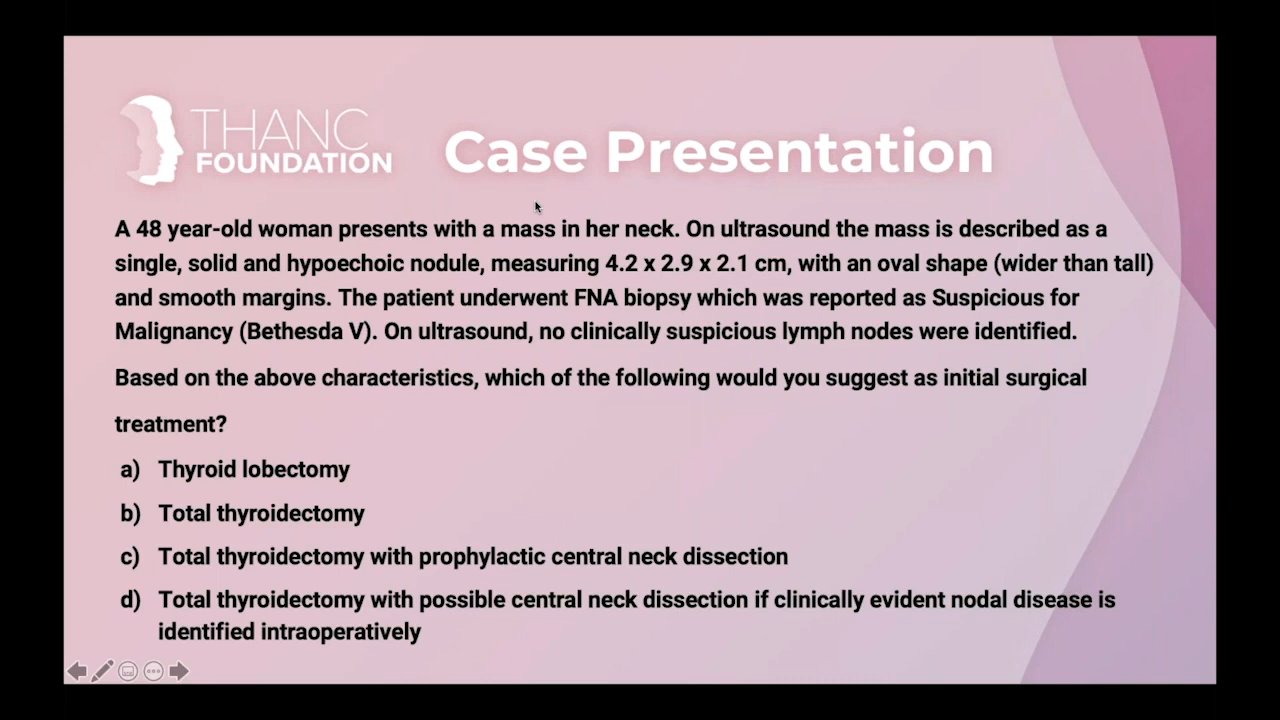 THANC
FOUNDATION
Case Presentation
A 48 year-old woman presents with a mass in her neck. On ultrasound the mass is described as a
single, solid and hypoechoic nodule, measuring 4.2 x 2.9 x 2.1 cm, with an oval shape (wider than tall)
and smooth margins. The patient underwent FNA biopsy which was reported as Suspicious for
Malignancy (Bethesda V). On ultrasound, no clinically suspicious lymph nodes were identified.
Based on the above characteristics, which of the following would you suggest as initial surgical
treatment?
a) Thyroid lobectomy
b) Total thyroidectomy
c) Total thyroidectomy with prophylactic central neck dissection
d) Total thyroidectomy with possible central neck dissection if clinically evident nodal disease is
identified intraoperatively